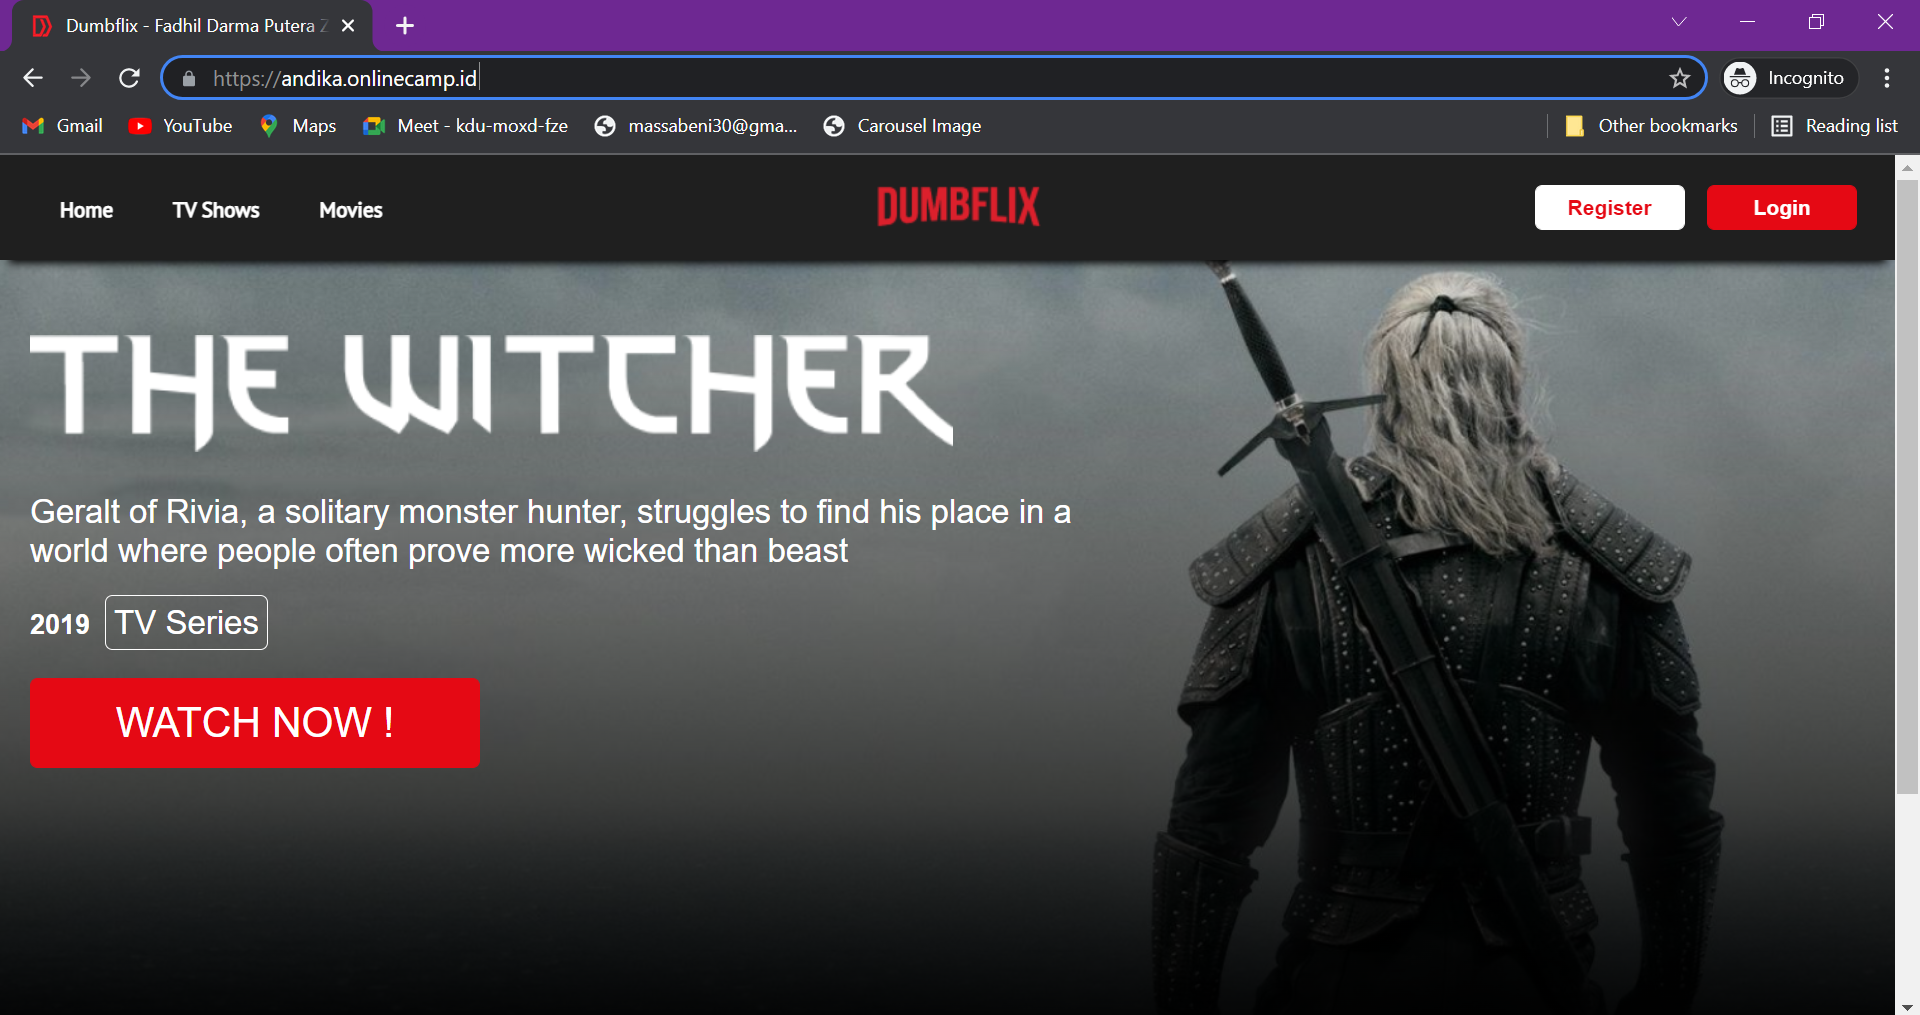 Dumbflix - Fadhil Darma Putera
https://andika.onlinecamp.id
Incognito
Gmail
YouTube
Maps
Meet - kdu-moxd-fze
massabeni30@gma...
Carousel Image
Other bookmarks
Reading list
Home
TV Shows
Movies
DUMBFLIX
Register
Login
THE WITCHER
Geralt of Rivia, a solitary monster hunter, struggles to find his place in a
world where people often prove more wicked than beast
2019
TV Series
WATCH NOW !